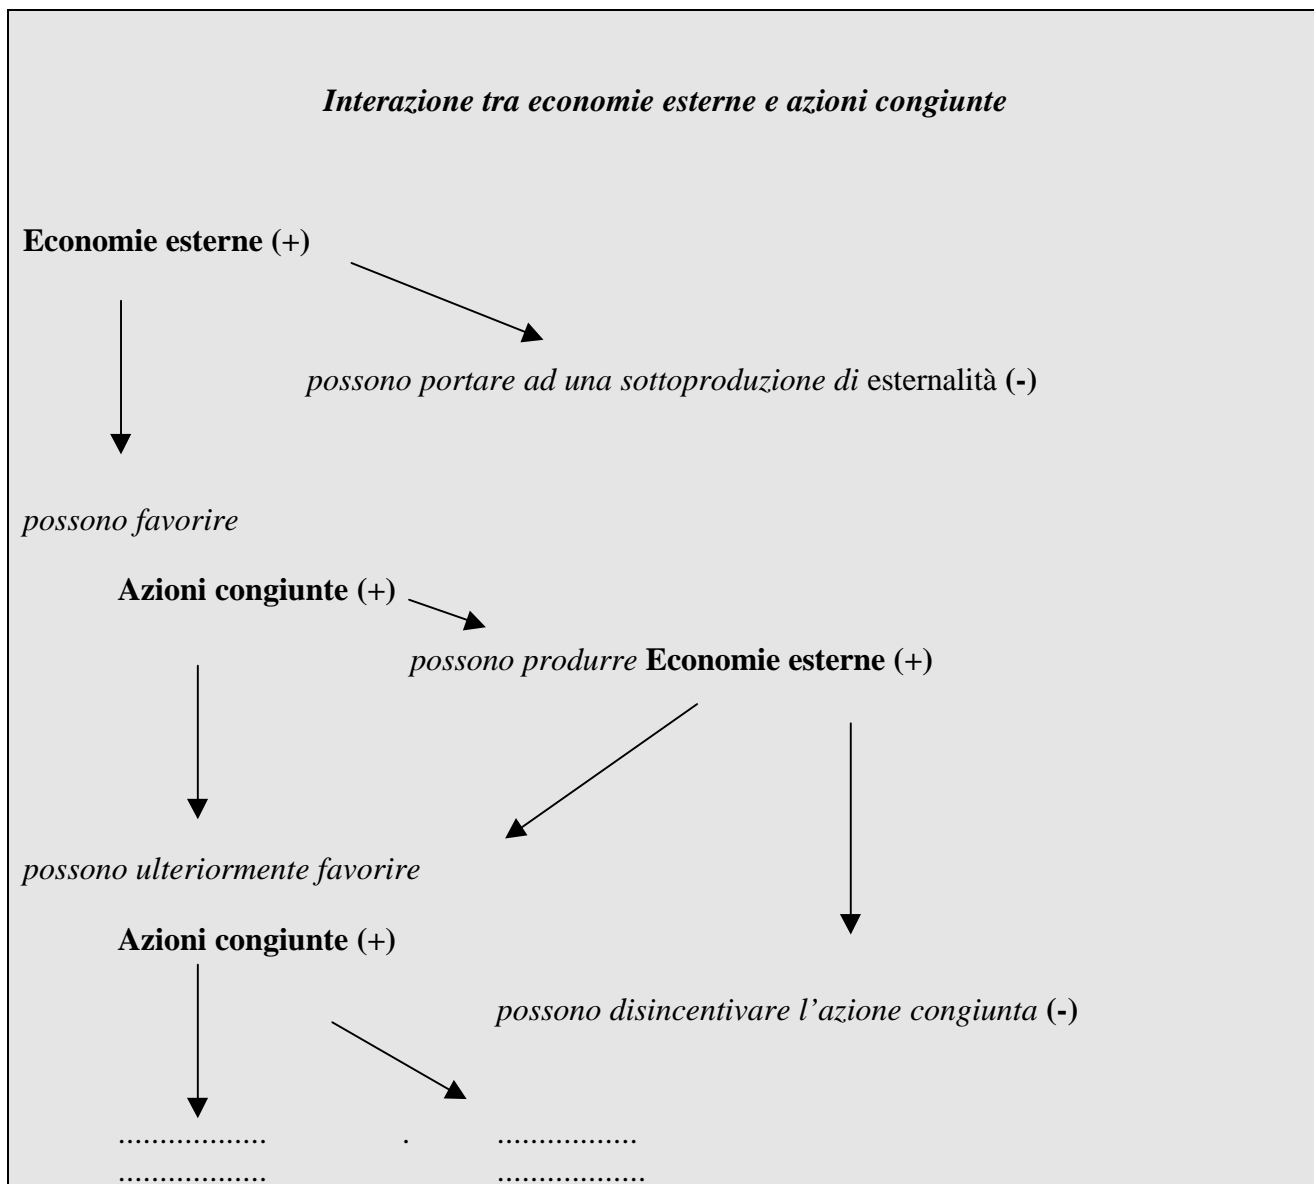 Interazione tra economie esterne e azioni congiunte
Economie esterne (+)
possono portare ad una sottoproduzione di esternalità (-)
possono favorire
Azioni congiunte (+)
possono produrre Economie esterne (+)
possono ulteriormente favorire
Azioni congiunte (+)
possono disincentivare l’azione congiunta (-)
.................. . .................
.................. ..................